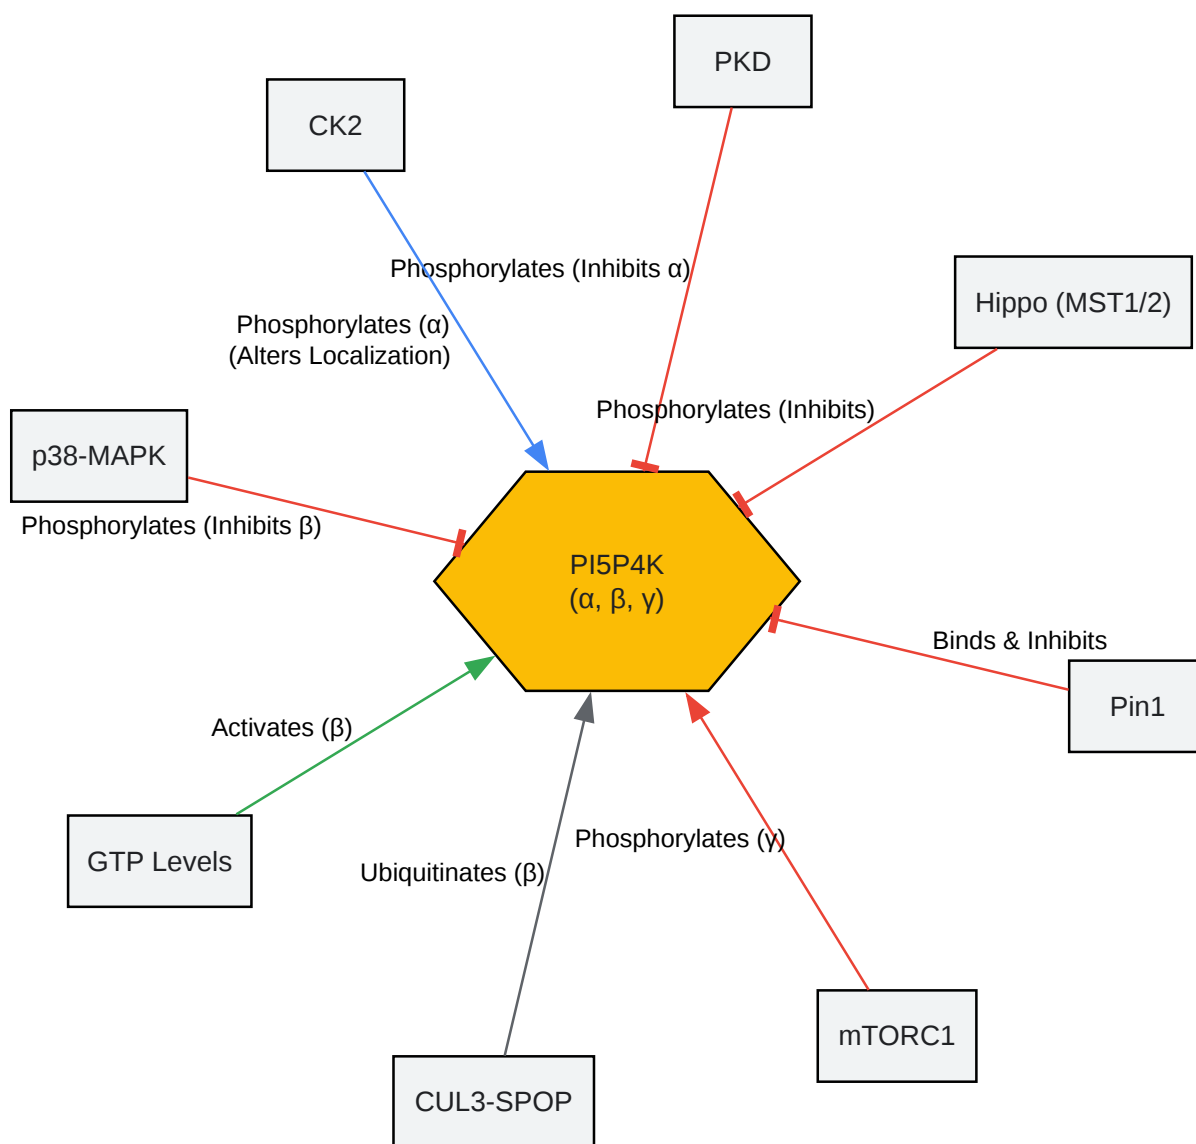 PKD
CK2
Phosphorylates (Inhibits α)
Hippo (MST1/2)
Phosphorylates (α)
(Alters Localization)
Phosphorylates (Inhibits)
p38-MAPK
Phosphorylates (Inhibits β)
PI5P4K
(α, β, γ)
Binds & Inhibits
Pin1
Activates (β)
Phosphorylates (γ)
GTP Levels
Ubiquitinates (β)
mTORC1
CUL3-SPOP